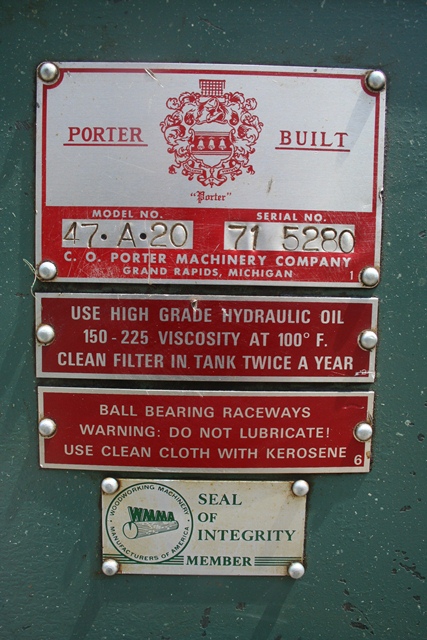 PORTER BUILT
"Porter"
MODEL NO. SERIAL NO.
47·A·20 71 5280
C. O. PORTER MACHINERY COMPANY
GRAND RAPIDS, MICHIGAN 1
USE HIGH GRADE HYDRAULIC OIL
150-225 VISCOSITY AT 100° F.
CLEAN FILTER IN TANK TWICE A YEAR
BALL BEARING RACEWAYS
WARNING: DO NOT LUBRICATE!
USE CLEAN CLOTH WITH KEROSENE 6
WOODWORKING MACHINERY
WMMA
MANUFACTURERS OF AMERICA
SEAL
OF
INTEGRITY
MEMBER